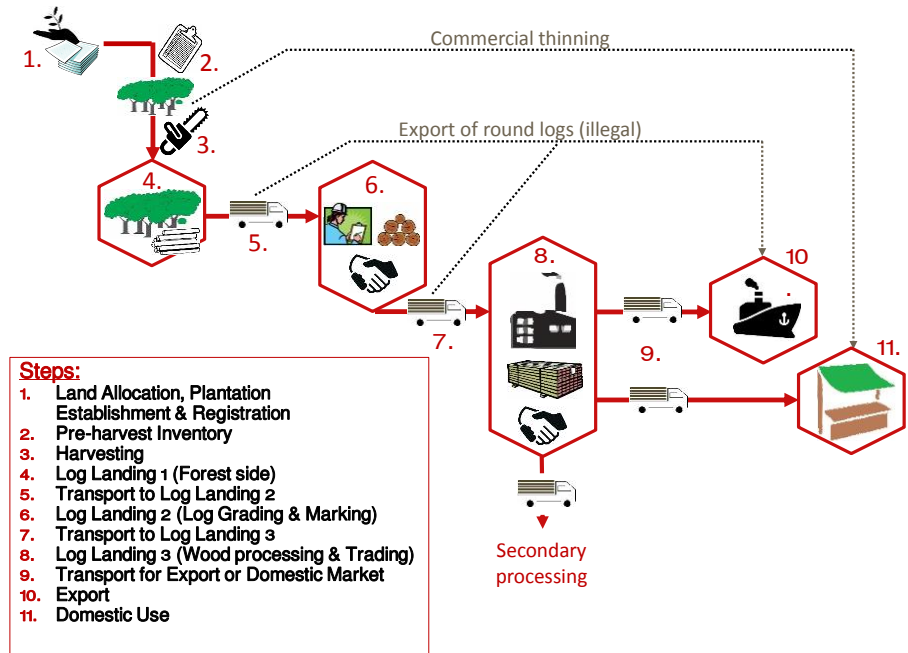 1.
2.
Commercial thinning
3.
Export of round logs (illegal)
4.
5.
6.
7.
8.
9.
10
.
11.
Secondary
processing
Steps:
1. Land Allocation, Plantation
Establishment & Registration
2. Pre-harvest Inventory
3. Harvesting
4. Log Landing 1 (Forest side)
5. Transport to Log Landing 2
6. Log Landing 2 (Log Grading & Marking)
7. Transport to Log Landing 3
8. Log Landing 3 (Wood processing & Trading)
9. Transport for Export or Domestic Market
10. Export
11. Domestic Use